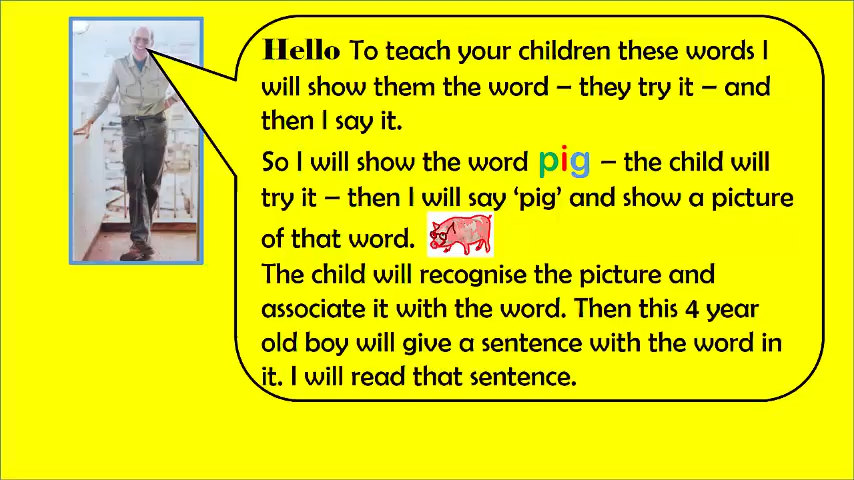 Hello To teach your children these words I
will show them the word – they try it – and
then I say it.
So I will show the word pig – the child will
try it – then I will say ‘pig’ and show a picture
of that word.
The child will recognise the picture and
associate it with the word. Then this 4 year
old boy will give a sentence with the word in
it. I will read that sentence.